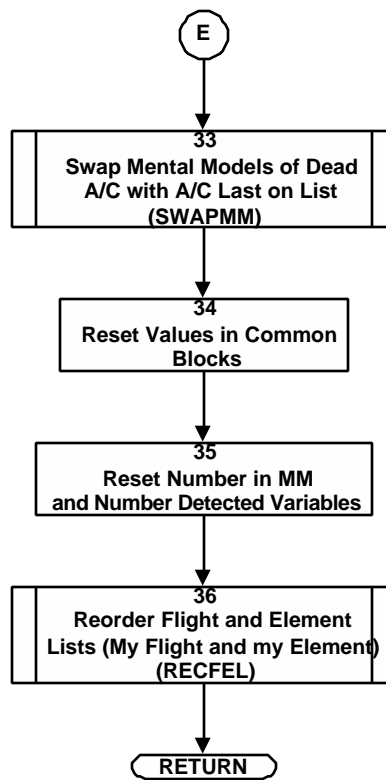 E
33
Swap Mental Models of Dead
A/C with A/C Last on List
(SWAPMM)
34
Reset Values in Common
Blocks
35
Reset Number in MM
and Number Detected Variables
36
Reorder Flight and Element
Lists (My Flight and my Element)
(RECFEL)
RETURN